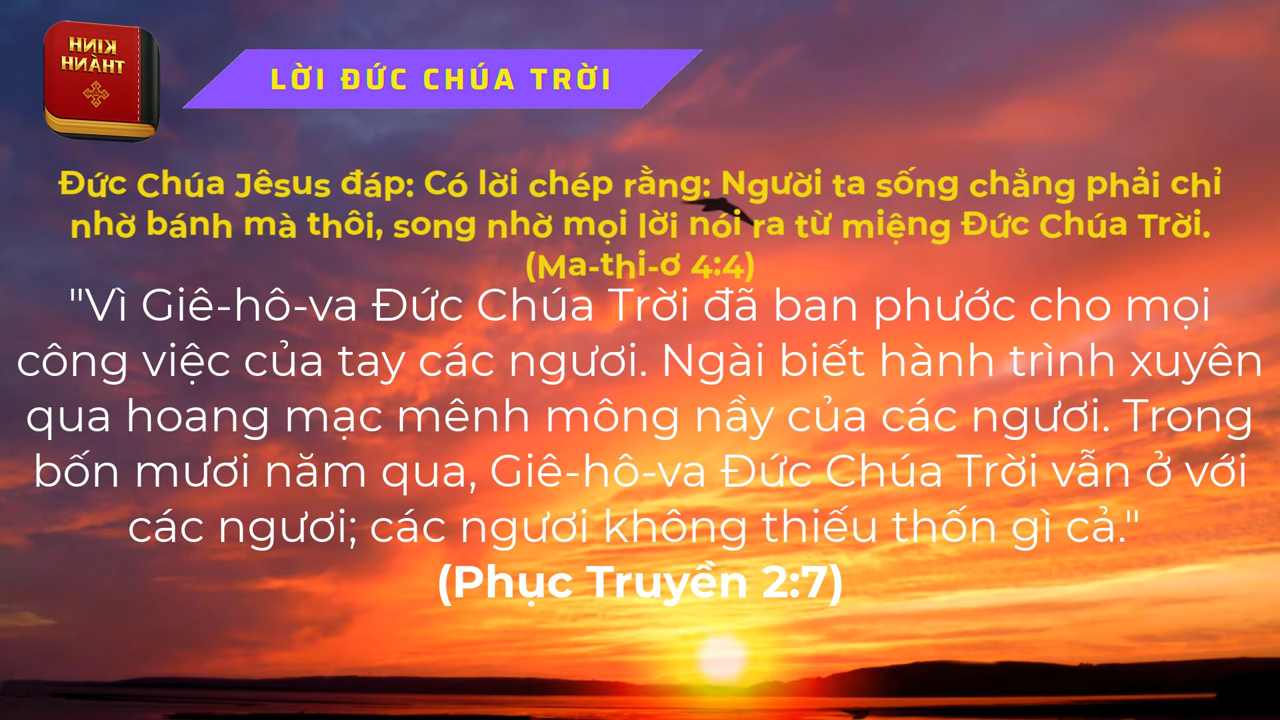 KINH
THÁNH
LỜI ĐỨC CHÚA TRỜI
Đức Chúa Jêsus đáp: Có lời chép rằng: Người ta sống chẳng phải chỉ
nhờ bánh mà thôi, song nhờ mọi lời nói ra từ miệng Đức Chúa Trời.
(Ma-thi-ơ 4:4)
"Vì Giê-hô-va Đức Chúa Trời đã ban phước cho mọi
công việc của tay các ngươi. Ngài biết hành trình xuyên
qua hoang mạc mênh mông nầy của các ngươi. Trong
bốn mươi năm qua, Giê-hô-va Đức Chúa Trời vẫn ở với
các ngươi; các ngươi không thiếu thốn gì cả."
(Phục Truyền 2:7)